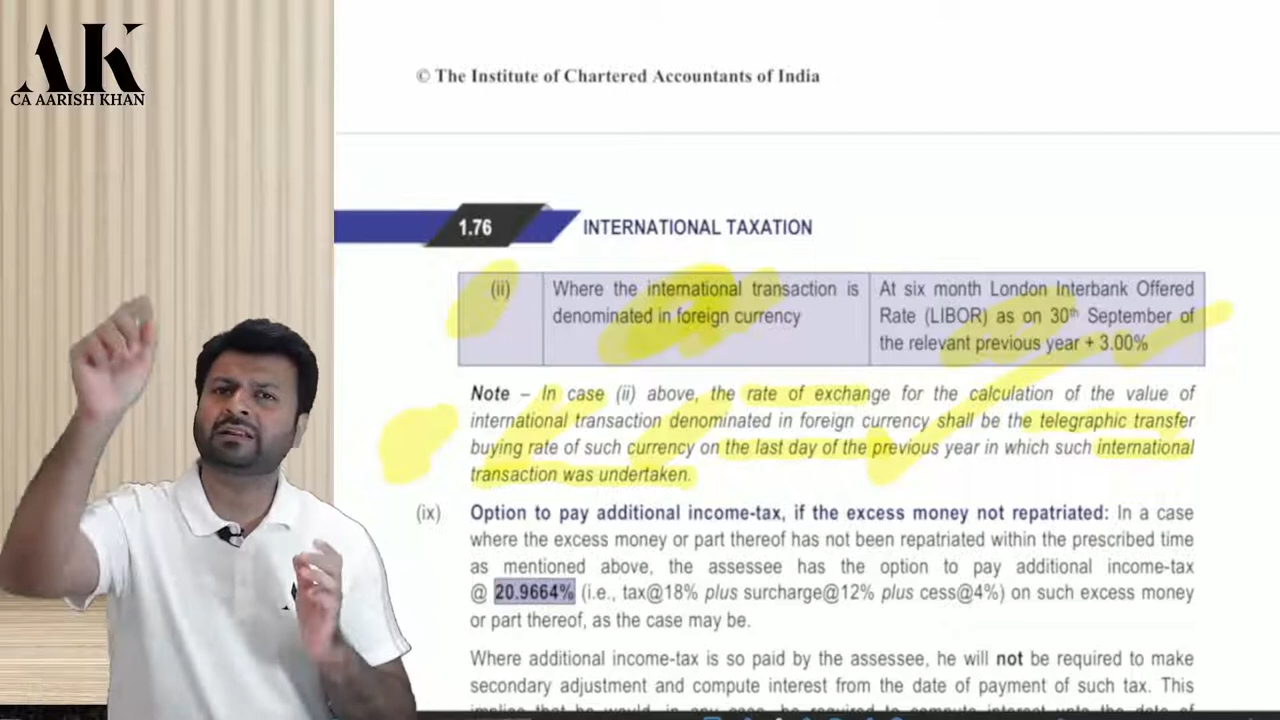 AK
CA AARISH KHAN
© The Institute of Chartered Accountants of India
1.76
INTERNATIONAL TAXATION
(ii)
Where the international transaction is
denominated in foreign currency
At six month London Interbank Offered
Rate (LIBOR) as on 30th September of
the relevant previous year + 3.00%
Note – In case (ii) above, the rate of exchange for the calculation of the value of
international transaction denominated in foreign currency shall be the telegraphic transfer
buying rate of such currency on the last day of the previous year in which such international
transaction was undertaken.
(ix) Option to pay additional income-tax, if the excess money not repatriated: In a case
where the excess money or part thereof has not been repatriated within the prescribed time
as mentioned above, the assessee has the option to pay additional income-tax
@ 20.9664% (i.e., tax@18% plus surcharge@12% plus cess@4%) on such excess money
or part thereof, as the case may be.
Where additional income-tax is so paid by the assessee, he will not be required to make
secondary adjustment and compute interest from the date of payment of such tax. This